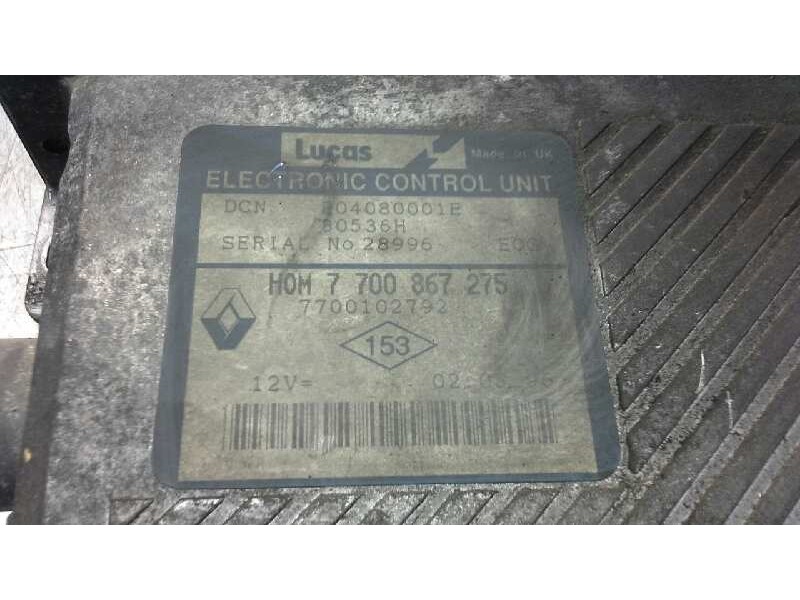 Lucas
Made in UK
ELECTRONIC CONTROL UNIT
DCN 04080001E
80536H
SERIAL No 28996
HOM 7 700 867 275
7700102792
153
12V=